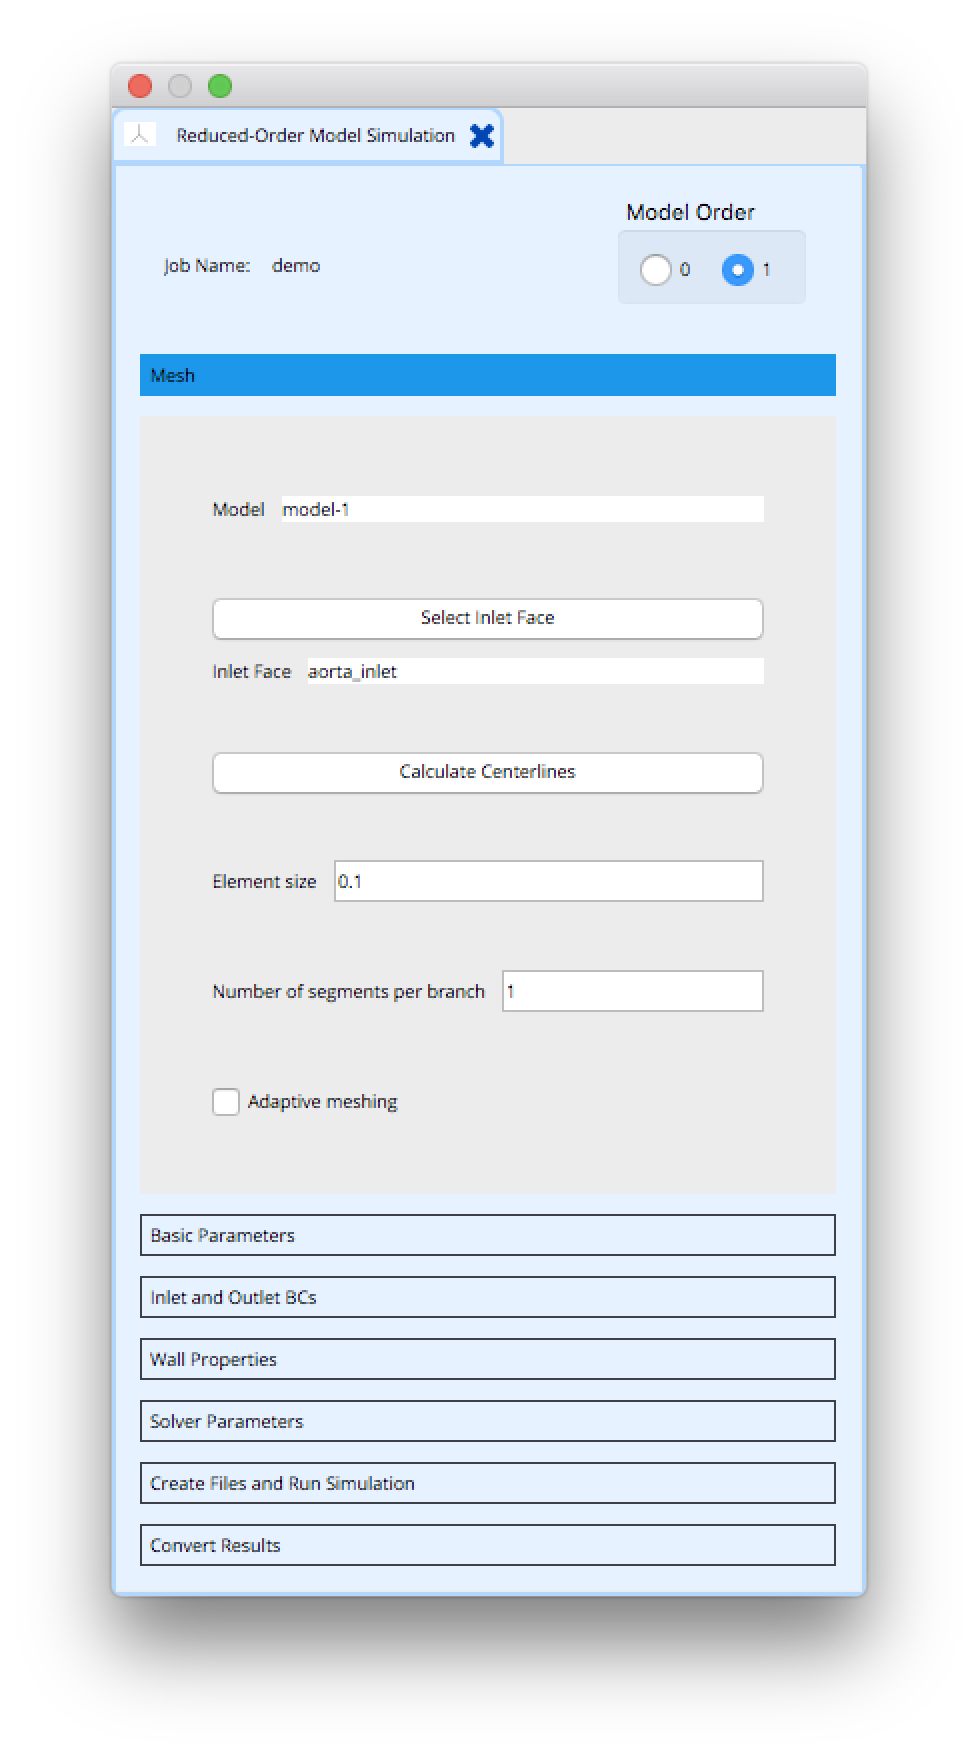 Reduced-Order Model Simulation
Model Order
Job Name: demo
0 1
Mesh
Model model-1
Select Inlet Face
Inlet Face aorta_inlet
Calculate Centerlines
Element size 0.1
Number of segments per branch 1
Adaptive meshing
Basic Parameters
Inlet and Outlet BCs
Wall Properties
Solver Parameters
Create Files and Run Simulation
Convert Results